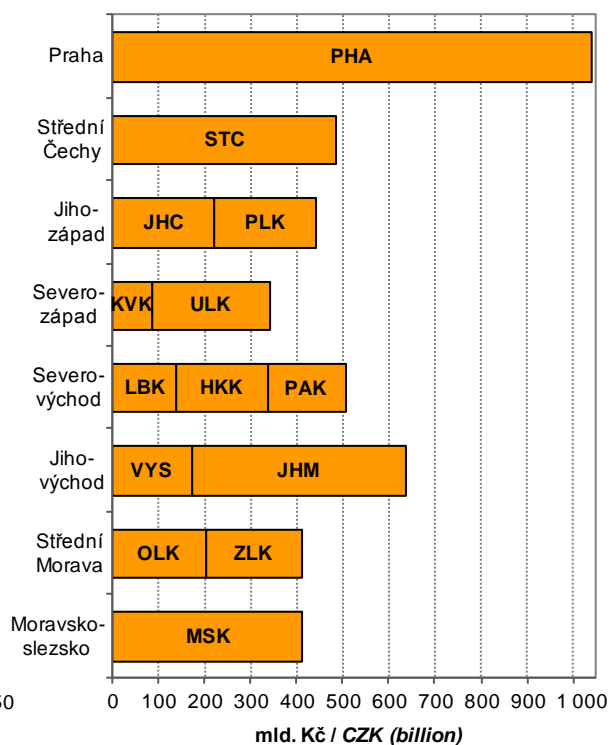 Praha
PHA
Střední
Čechy
STC
Jiho-
západ
JHC PLK
Severo-
západ
KVK ULK
Severo-
východ
LBK HKK PAK
Jiho-
východ
VYS JHM
Střední
Morava
OLK ZLK
Moravsko-
slezsko
MSK
0 100 200 300 400 500 600 700 800 900 1 000
mld. Kč / CZK (billion)